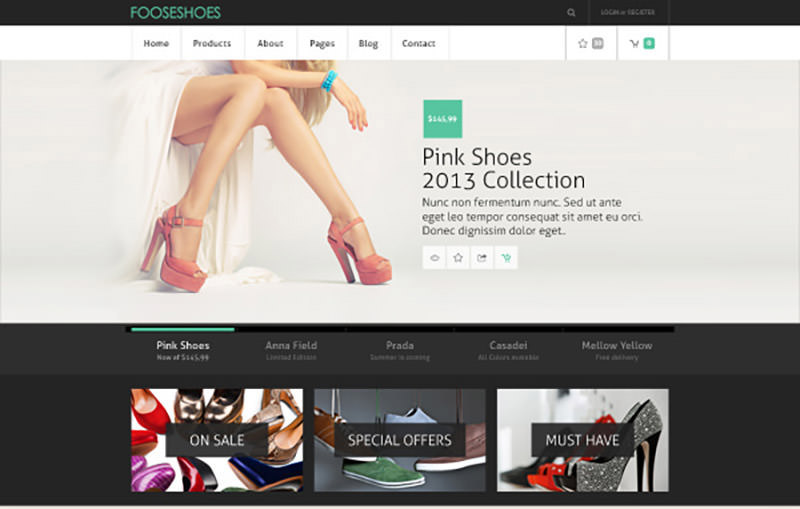 FOOSESHOES
LOGIN or REGISTER
Home Products About Pages Blog Contact
0
$145,99
Pink Shoes
2013 Collection
Nunc non fermentum nunc. Sed ut ante
eget leo tempor consequat sit amet eu orci.
Donec dignissim dolor eget..
Pink Shoes Anna Field Prada Casadei Mellow Yellow
Now at $145,99 Limited Edition Summer is coming All Colors available Free delivery
ON SALE SPECIAL OFFERS MUST HAVE